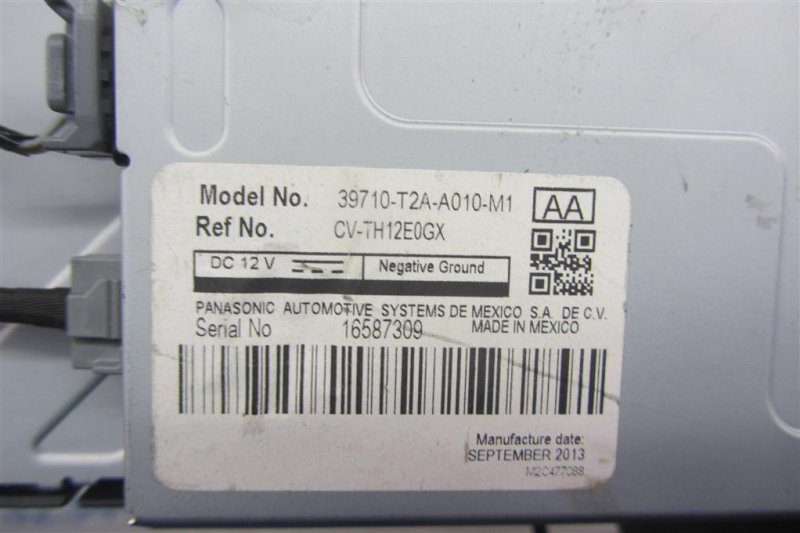 Model No. 39710-T2A-A010-M1 AA
Ref No. CV-TH12E0GX
DC 12 V Negative Ground
PANASONIC AUTOMOTIVE SYSTEMS DE MEXICO S.A. DE C.V.
Serial No 16587309 MADE IN MEXICO
Manufacture date:
SEPTEMBER 2013
M2C477088